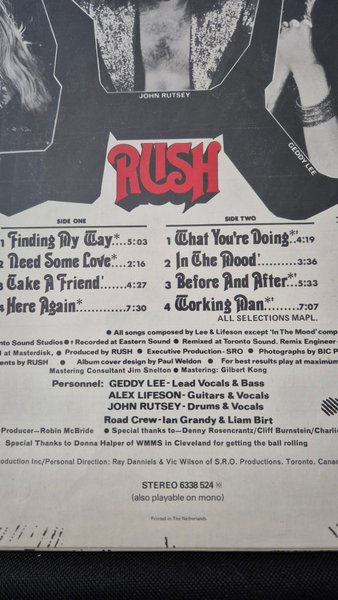 JOHN RUTSEY
GEDDY LEE
RUSH
SIDE ONE
1 Finding My Way*....5:03
2 Need Some Love*....2:16
3 Take A Friend'......4:27
4 Here Again*..........7:30
SIDE TWO
1 What You're Doing*'4:19
2 In The Mood'..........3:36
3 Before And After*'..5:33
4 Working Man*'........7:07
ALL SELECTIONS MAPL.
● All songs composed by Lee & Lifeson except 'In The Mood' comp
onto Sound Studios ● † Recorded at Eastern Sound ● Remixed at Toronto Sound. Remix Engineer
d at Masterdisk, ● Produced by RUSH ● Executive Production - SRO ● Photographs by BIC P
ents by RUSH ● Album cover design by Paul Weldon ● For best results play at maximum
Mastering Consultant Jim Shelton ● Mastering: Gilbert Kong
Personnel: GEDDY LEE - Lead Vocals & Bass
ALEX LIFESON - Guitars & Vocals
JOHN RUTSEY - Drums & Vocals
Road Crew - Ian Grandy & Liam Birt
Producer—Robin McBride ● Special thanks to—Denny Rosencrantz/Cliff Burnstein/Charlie
Special Thanks to Donna Halper of WMMS in Cleveland for getting the ball rolling
oduction Inc/Personal Direction: Ray Danniels & Vic Wilson of S.R.O. Productions. Toronto. Canad
STEREO 6338 524
(also playable on mono)
Printed in The Netherlands